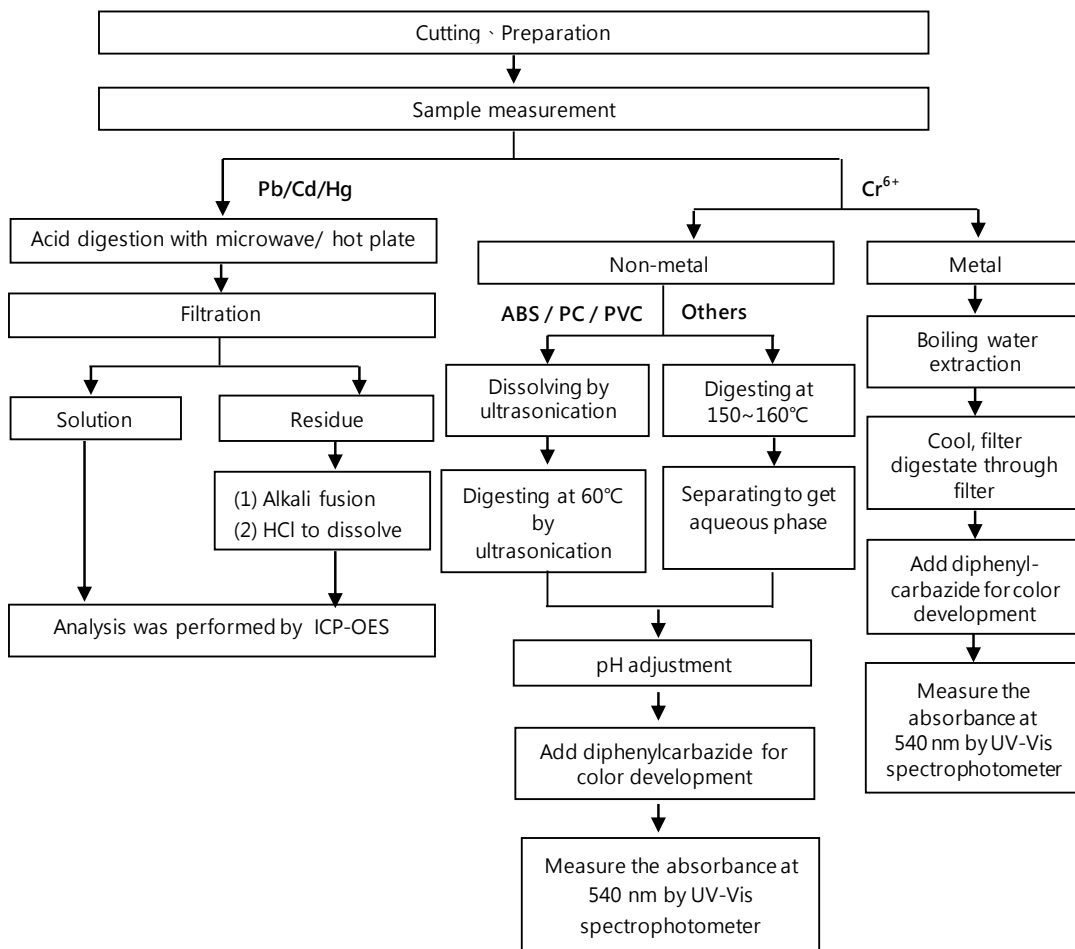 Cutting、Preparation
Sample measurement
Pb/Cd/Hg
Cr⁶⁺
Acid digestion with microwave/ hot plate
Non-metal
Metal
Filtration
ABS / PC / PVC
Others
Boiling water
extraction
Solution
Residue
Dissolving by
ultrasonication
Digesting at
150~160℃
Cool, filter
digestate through
filter
(1) Alkali fusion
(2) HCl to dissolve
Digesting at 60℃
by
ultrasonication
Separating to get
aqueous phase
Add diphenyl-
carbazide for color
development
Analysis was performed by ICP-OES
pH adjustment
Measure the
absorbance at
540 nm by UV-Vis
spectrophotometer
Add diphenylcarbazide for
color development
Measure the absorbance at
540 nm by UV-Vis
spectrophotometer